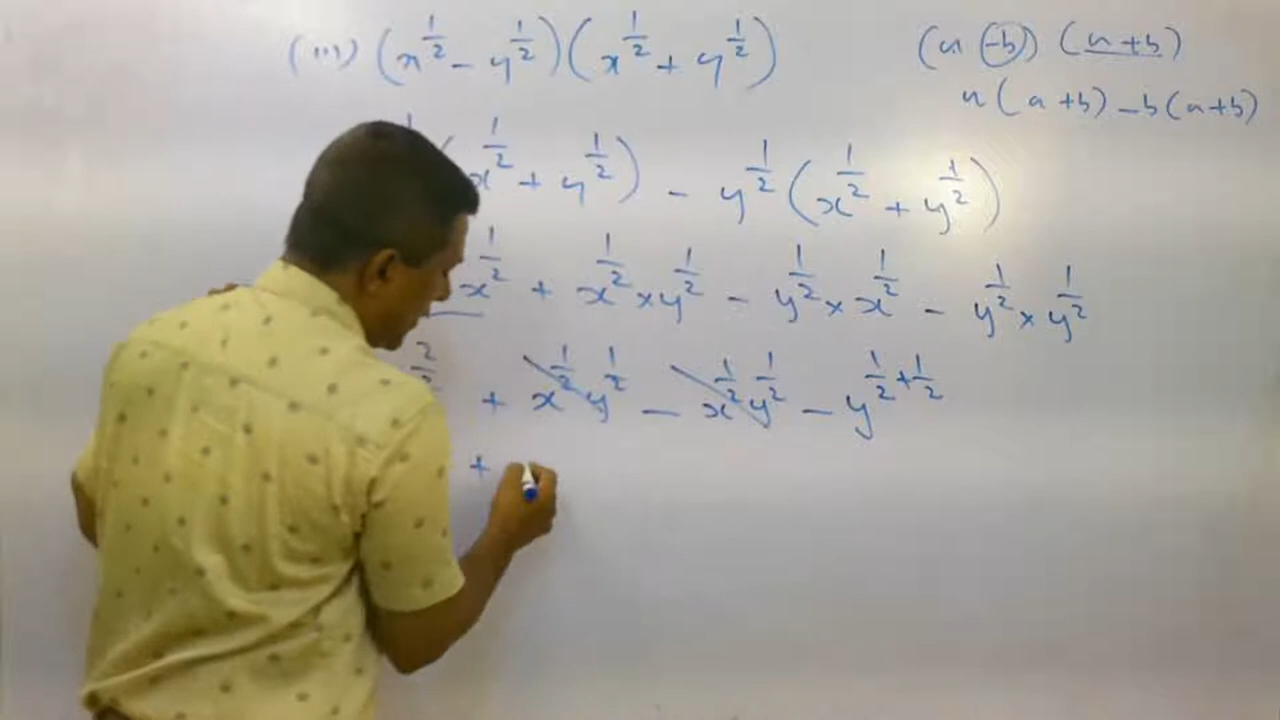 (iii) (x^{1/2} - y^{1/2}) (x^{1/2} + y^{1/2})
(a - b) (a + b)
a (a + b) - b (a + b)
(x^{1/2} + y^{1/2}) - y^{1/2} (x^{1/2} + y^{1/2})
x^{1/2} + x^{1/2} × y^{1/2} - y^{1/2} × x^{1/2} - y^{1/2} × y^{1/2}
+ x^{1/2} y^{1/2} - x^{1/2} y^{1/2} - y^{1/2 + 1/2}
+